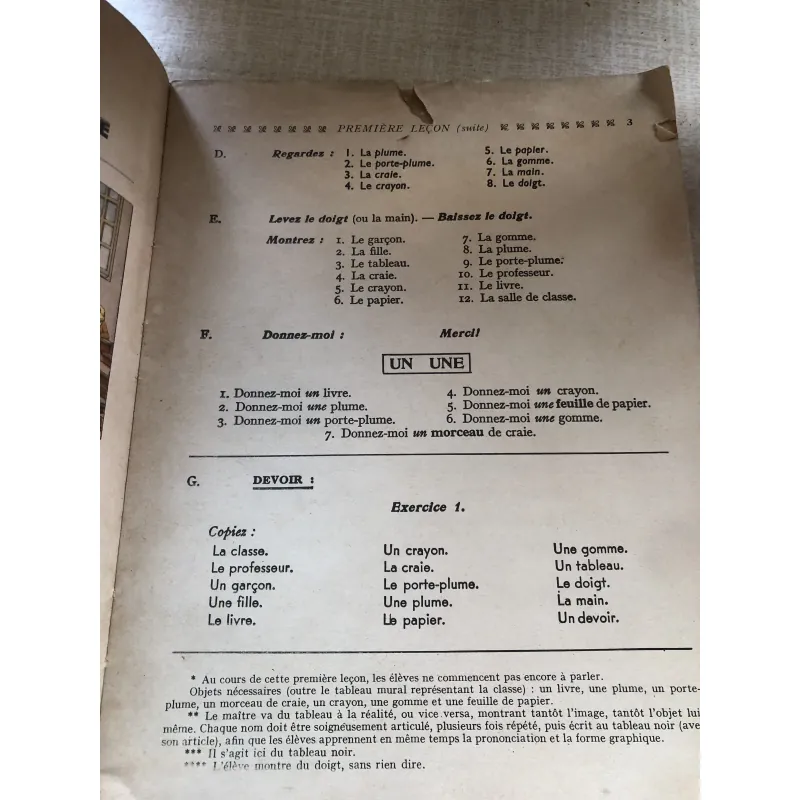 PREMIÈRE LEÇON (suite) 3
D. Regardez : 1. La plume. 5. Le papier.
2. Le porte-plume. 6. La gomme.
3. La craie. 7. La main.
4. Le crayon. 8. Le doigt.
E. Levez le doigt (ou la main). — Baissez le doigt.
Montrez : 1. Le garçon. 7. La gomme.
2. La fille. 8. La plume.
3. Le tableau. 9. Le porte-plume.
4. La craie. 10. Le professeur.
5. Le crayon. 11. Le livre.
6. Le papier. 12. La salle de classe.
F. Donnez-moi : Merci!
UN UNE
1. Donnez-moi un livre. 4. Donnez-moi un crayon.
2. Donnez-moi une plume. 5. Donnez-moi une feuille de papier.
3. Donnez-moi un porte-plume. 6. Donnez-moi une gomme.
7. Donnez-moi un morceau de craie.
G. DEVOIR :
Exercice 1.
Copiez :
La classe. Un crayon. Une gomme.
Le professeur. La craie. Un tableau.
Un garçon. Le porte-plume. Le doigt.
Une fille. Une plume. La main.
Le livre. Le papier. Un devoir.
* Au cours de cette première leçon, les élèves ne commencent pas encore à parler.
Objets nécessaires (outre le tableau mural représentant la classe) : un livre, une plume, un porte-
plume, un morceau de craie, un crayon, une gomme et une feuille de papier.
** Le maître va du tableau à la réalité, ou vice versa, montrant tantôt l'image, tantôt l'objet lui
même. Chaque nom doit être soigneusement articulé, plusieurs fois répété, puis écrit au tableau noir (ave
son article), afin que les élèves apprennent en même temps la prononciation et la forme graphique.
*** Il s'agit ici du tableau noir.
**** L'élève montre du doigt, sans rien dire.